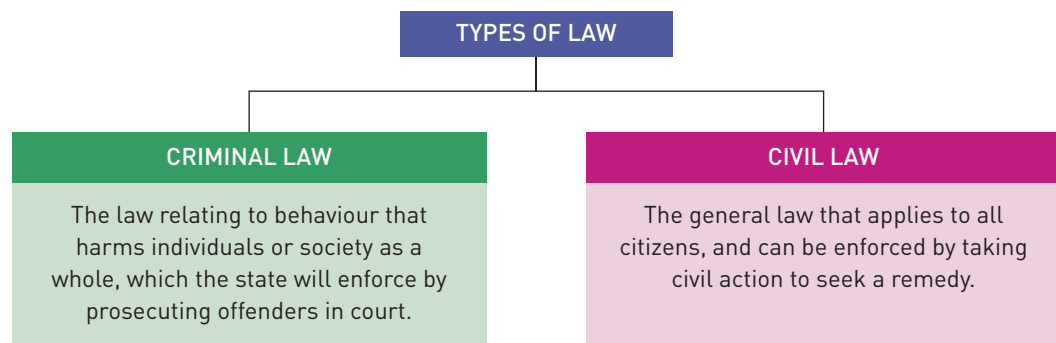 TYPES OF LAW
CRIMINAL LAW
The law relating to behaviour that
harms individuals or society as a
whole, which the state will enforce by
prosecuting offenders in court.
CIVIL LAW
The general law that applies to all
citizens, and can be enforced by taking
civil action to seek a remedy.